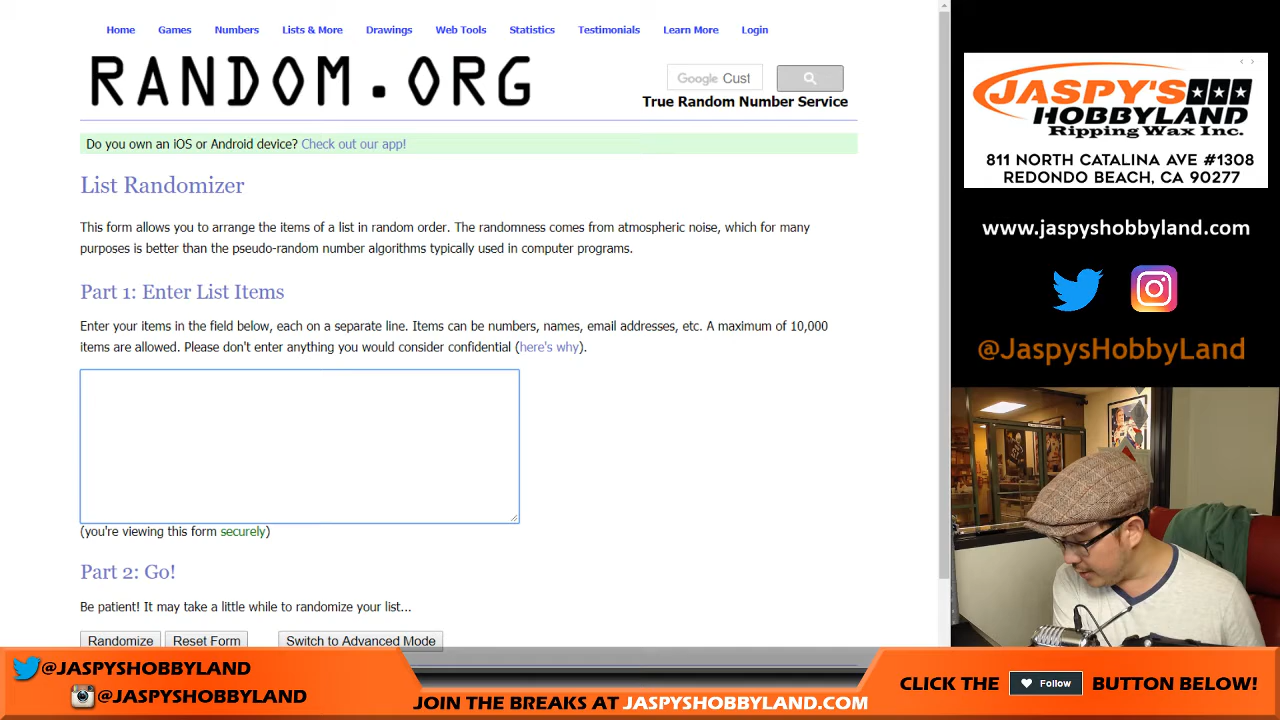 Home Games Numbers Lists & More Drawings Web Tools Statistics Testimonials Learn More Login
RANDOM.ORG
Google Cust
True Random Number Service
Do you own an iOS or Android device? Check out our app!
List Randomizer
This form allows you to arrange the items of a list in random order. The randomness comes from atmospheric noise, which for many
purposes is better than the pseudo-random number algorithms typically used in computer programs.
Part 1: Enter List Items
Enter your items in the field below, each on a separate line. Items can be numbers, names, email addresses, etc. A maximum of 10,000
items are allowed. Please don't enter anything you would consider confidential (here's why).
(you're viewing this form securely)
Part 2: Go!
Be patient! It may take a little while to randomize your list...
Randomize Reset Form Switch to Advanced Mode
JASPY'S
HOBBYLAND
Ripping Wax Inc.
811 NORTH CATALINA AVE #1308
REDONDO BEACH, CA 90277
www.jaspyshobbyland.com
@JaspysHobbyLand
@JASPYSHOBBYLAND
@JASPYSHOBBYLAND
JOIN THE BREAKS AT JASPYSHOBBYLAND.COM
CLICK THE Follow BUTTON BELOW!